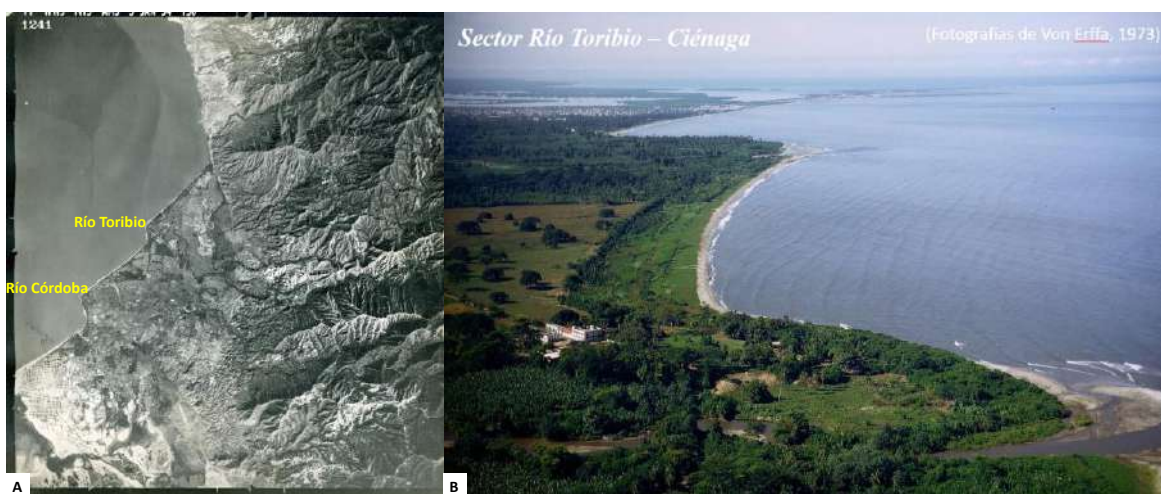 1241
Río Toribio
Río Córdoba
A
Sector Río Toribio – Ciénaga
(Fotografías de Von Erffa, 1973)
B